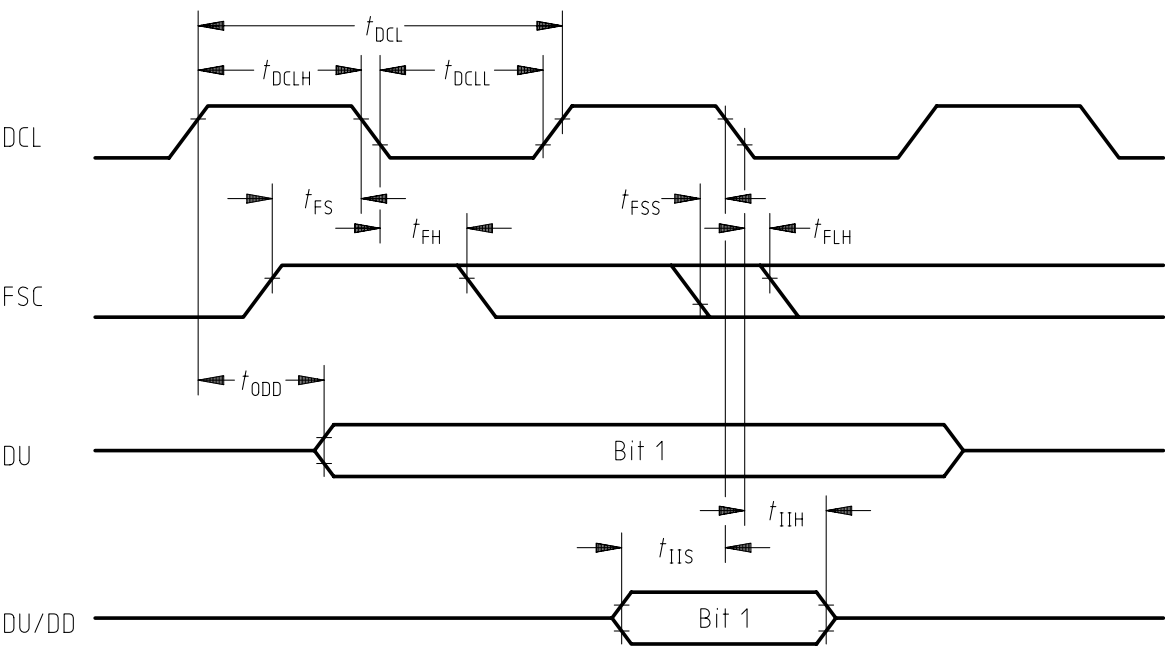 tDCL
tDCLH
tDCLL
DCL
tFS
tFSS
tFH
tFLH
FSC
tODD
DU
Bit 1
tIIH
tIIS
DU/DD
Bit 1